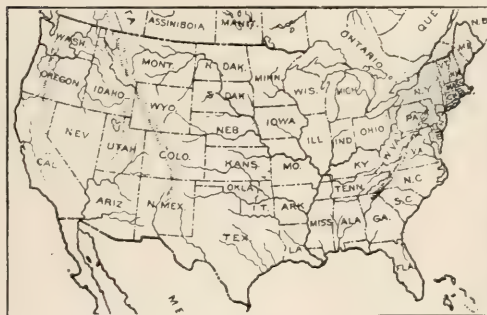 ASSINIBOIA
MANIT.
ONTARIO
QUE
N.B.
WASH.
MONT.
N. DAK.
MINN.
ME.
OREGON
IDAHO
WYO.
S. DAK.
WIS.
MICH.
N.Y.
NEV
UTAH
COLO.
NEB
IOWA
ILL
IND
OHIO
PA.
CAL
KANS.
MO.
KY
VA.
ARIZ
N. MEX.
OKLA.
I.T.
ARK
TENN.
N.C
S.C
TEX.
LA
MISS
ALA
GA.
FLA
ME